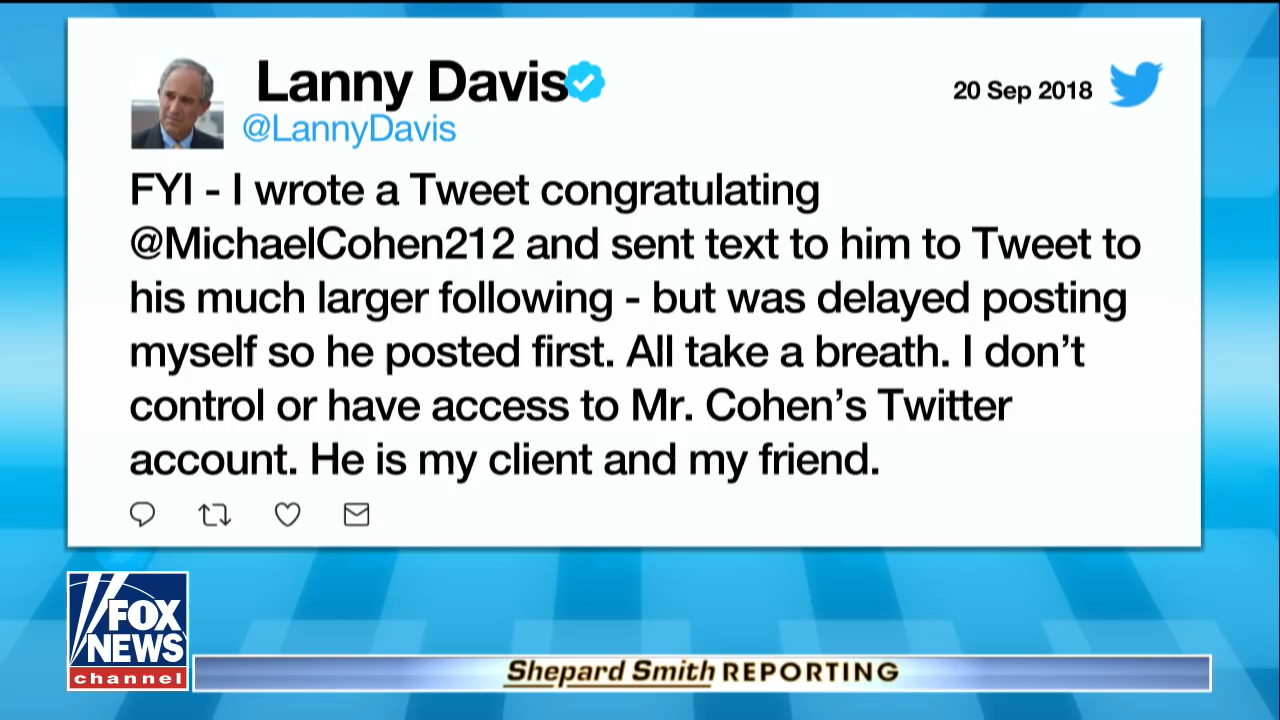 Lanny Davis
20 Sep 2018
@LannyDavis
FYI - I wrote a Tweet congratulating
@MichaelCohen212 and sent text to him to Tweet to
his much larger following - but was delayed posting
myself so he posted first. All take a breath. I don’t
control or have access to Mr. Cohen’s Twitter
account. He is my client and my friend.
FOX
NEWS
channel
Shepard Smith REPORTING